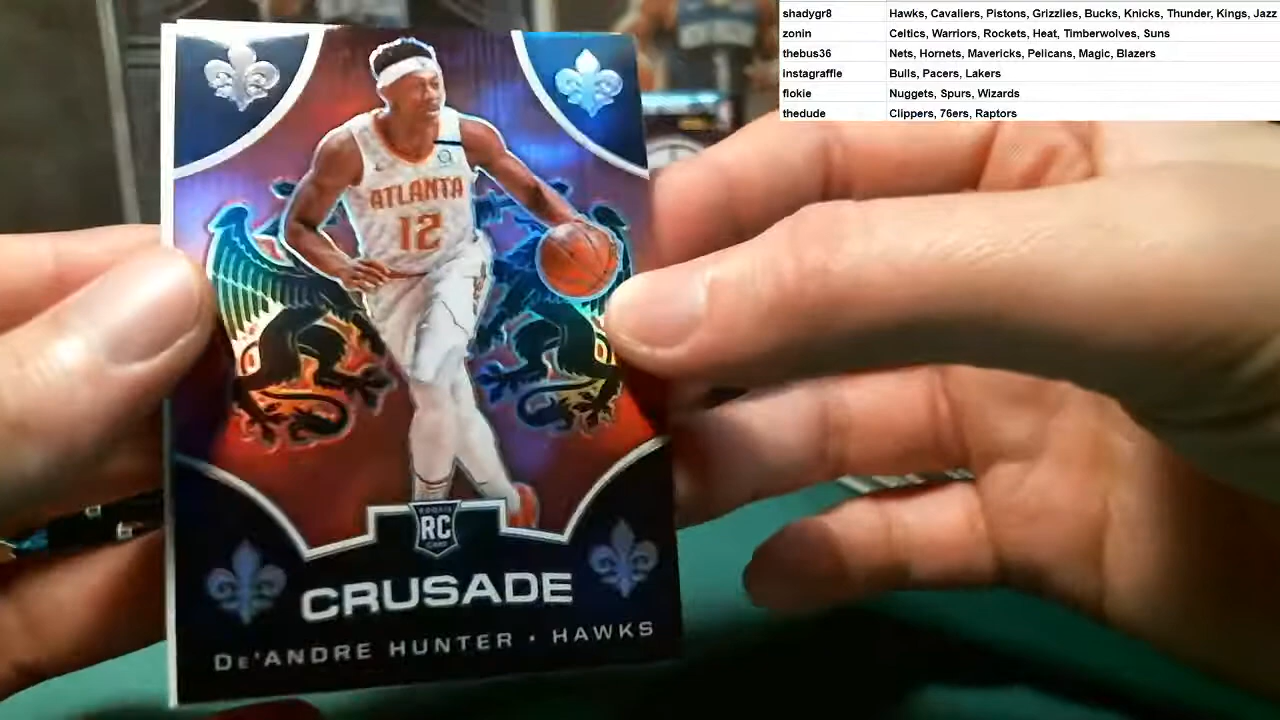 shadygr8 Hawks, Cavaliers, Pistons, Grizzlies, Bucks, Knicks, Thunder, Kings, Jazz
zonin Celtics, Warriors, Rockets, Heat, Timberwolves, Suns
thebus36 Nets, Hornets, Mavericks, Pelicans, Magic, Blazers
instagraffle Bulls, Pacers, Lakers
flokie Nuggets, Spurs, Wizards
thedude Clippers, 76ers, Raptors
ATLANTA
12
ROOKIE
RC
CARD
CRUSADE
DE'ANDRE HUNTER · HAWKS